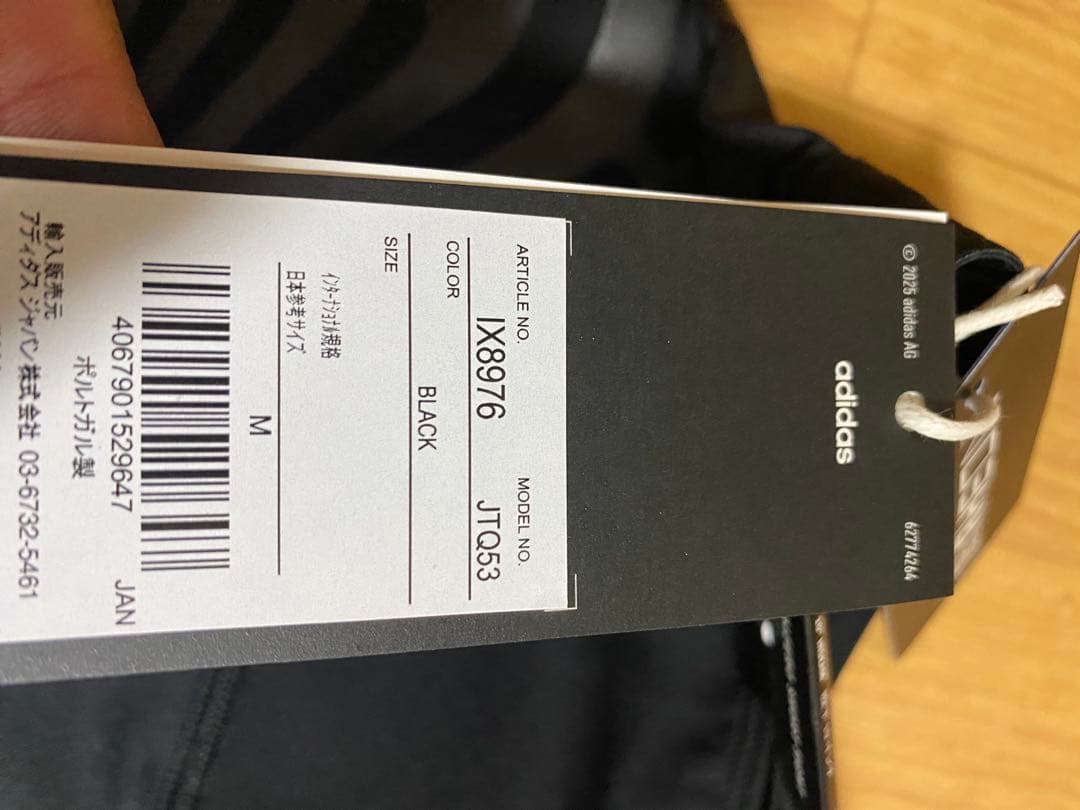 © 2025 adidas AG
adidas
62774264
ARTICLE NO.
MODEL NO.
IX8976
JTQ53
COLOR
BLACK
SIZE
インターナショナル規格
日本参考サイズ
M
4067901529647
JAN
ポルトガル製
輸入販売元
アディダス ジャパン株式会社 03-6732-5461